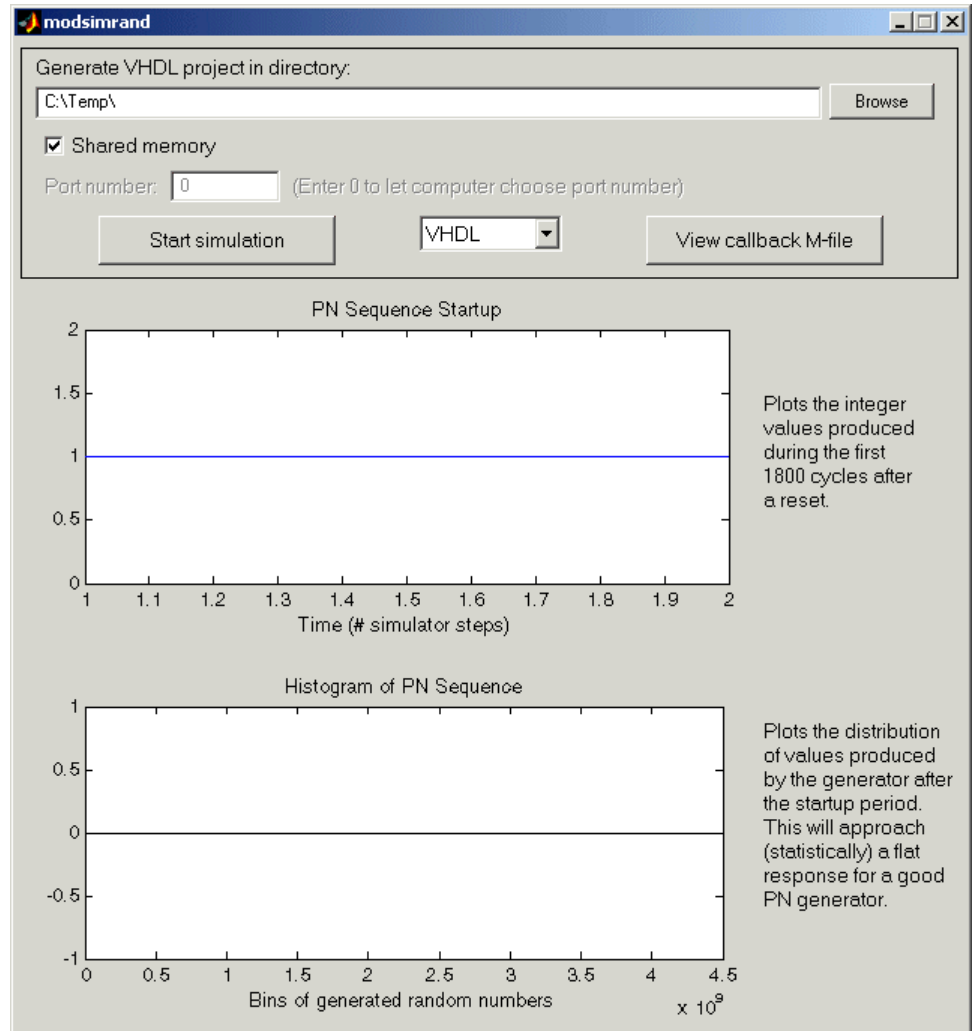 modsimrand
Generate VHDL project in directory:
C:\Temp\
Browse
Shared memory
Port number: 0 (Enter 0 to let computer choose port number)
Start simulation
VHDL
View callback M-file
PN Sequence Startup
2
1.5
1
0.5
0
1 1.1 1.2 1.3 1.4 1.5 1.6 1.7 1.8 1.9 2
Time (# simulator steps)
Plots the integer
values produced
during the first
1800 cycles after
a reset.
Histogram of PN Sequence
1
0.5
0
-0.5
-1
0 0.5 1 1.5 2 2.5 3 3.5 4 4.5
Bins of generated random numbers
x 10⁹
Plots the distribution
of values produced
by the generator after
the startup period.
This will approach
(statistically) a flat
response for a good
PN generator.